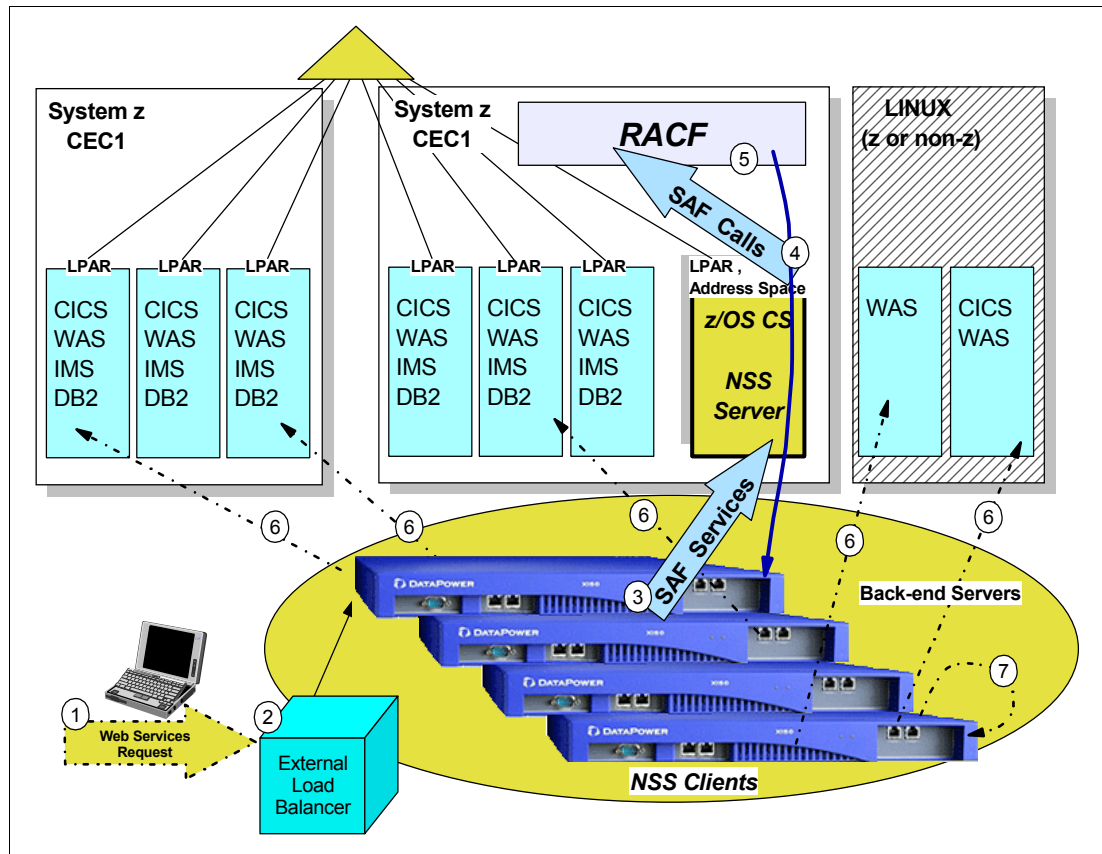 System z
CEC1
System z
CEC1
RACF
5
LINUX
(z or non-z)
SAF Calls
4
LPAR
LPAR
LPAR
LPAR
LPAR
LPAR
LPAR ,
Address Space
CICS
WAS
IMS
DB2
CICS
WAS
IMS
DB2
CICS
WAS
IMS
DB2
CICS
WAS
IMS
DB2
CICS
WAS
IMS
DB2
CICS
WAS
IMS
DB2
z/OS CS
NSS
Server
WAS
CICS
WAS
6
6
6
6
6
SAF Services
3
Back-end Servers
DATAPOWER
XI50
DATAPOWER
XI50
DATAPOWER
XI50
DATAPOWER
XI50
7
1
Web Services
Request
2
External
Load
Balancer
NSS Clients